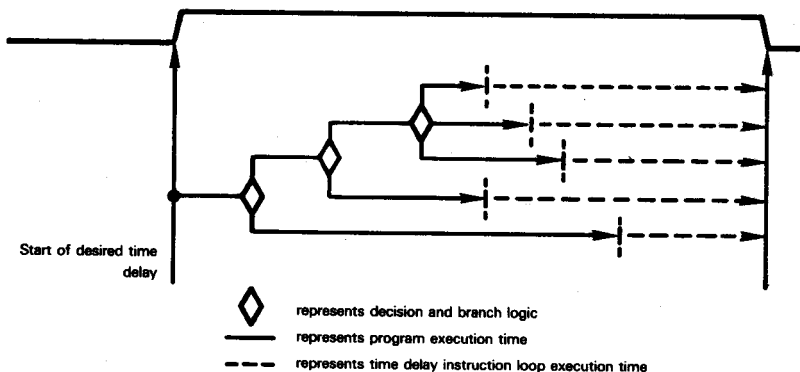 Start of desired time
delay
represents decision and branch logic
represents program execution time
represents time delay instruction loop execution time